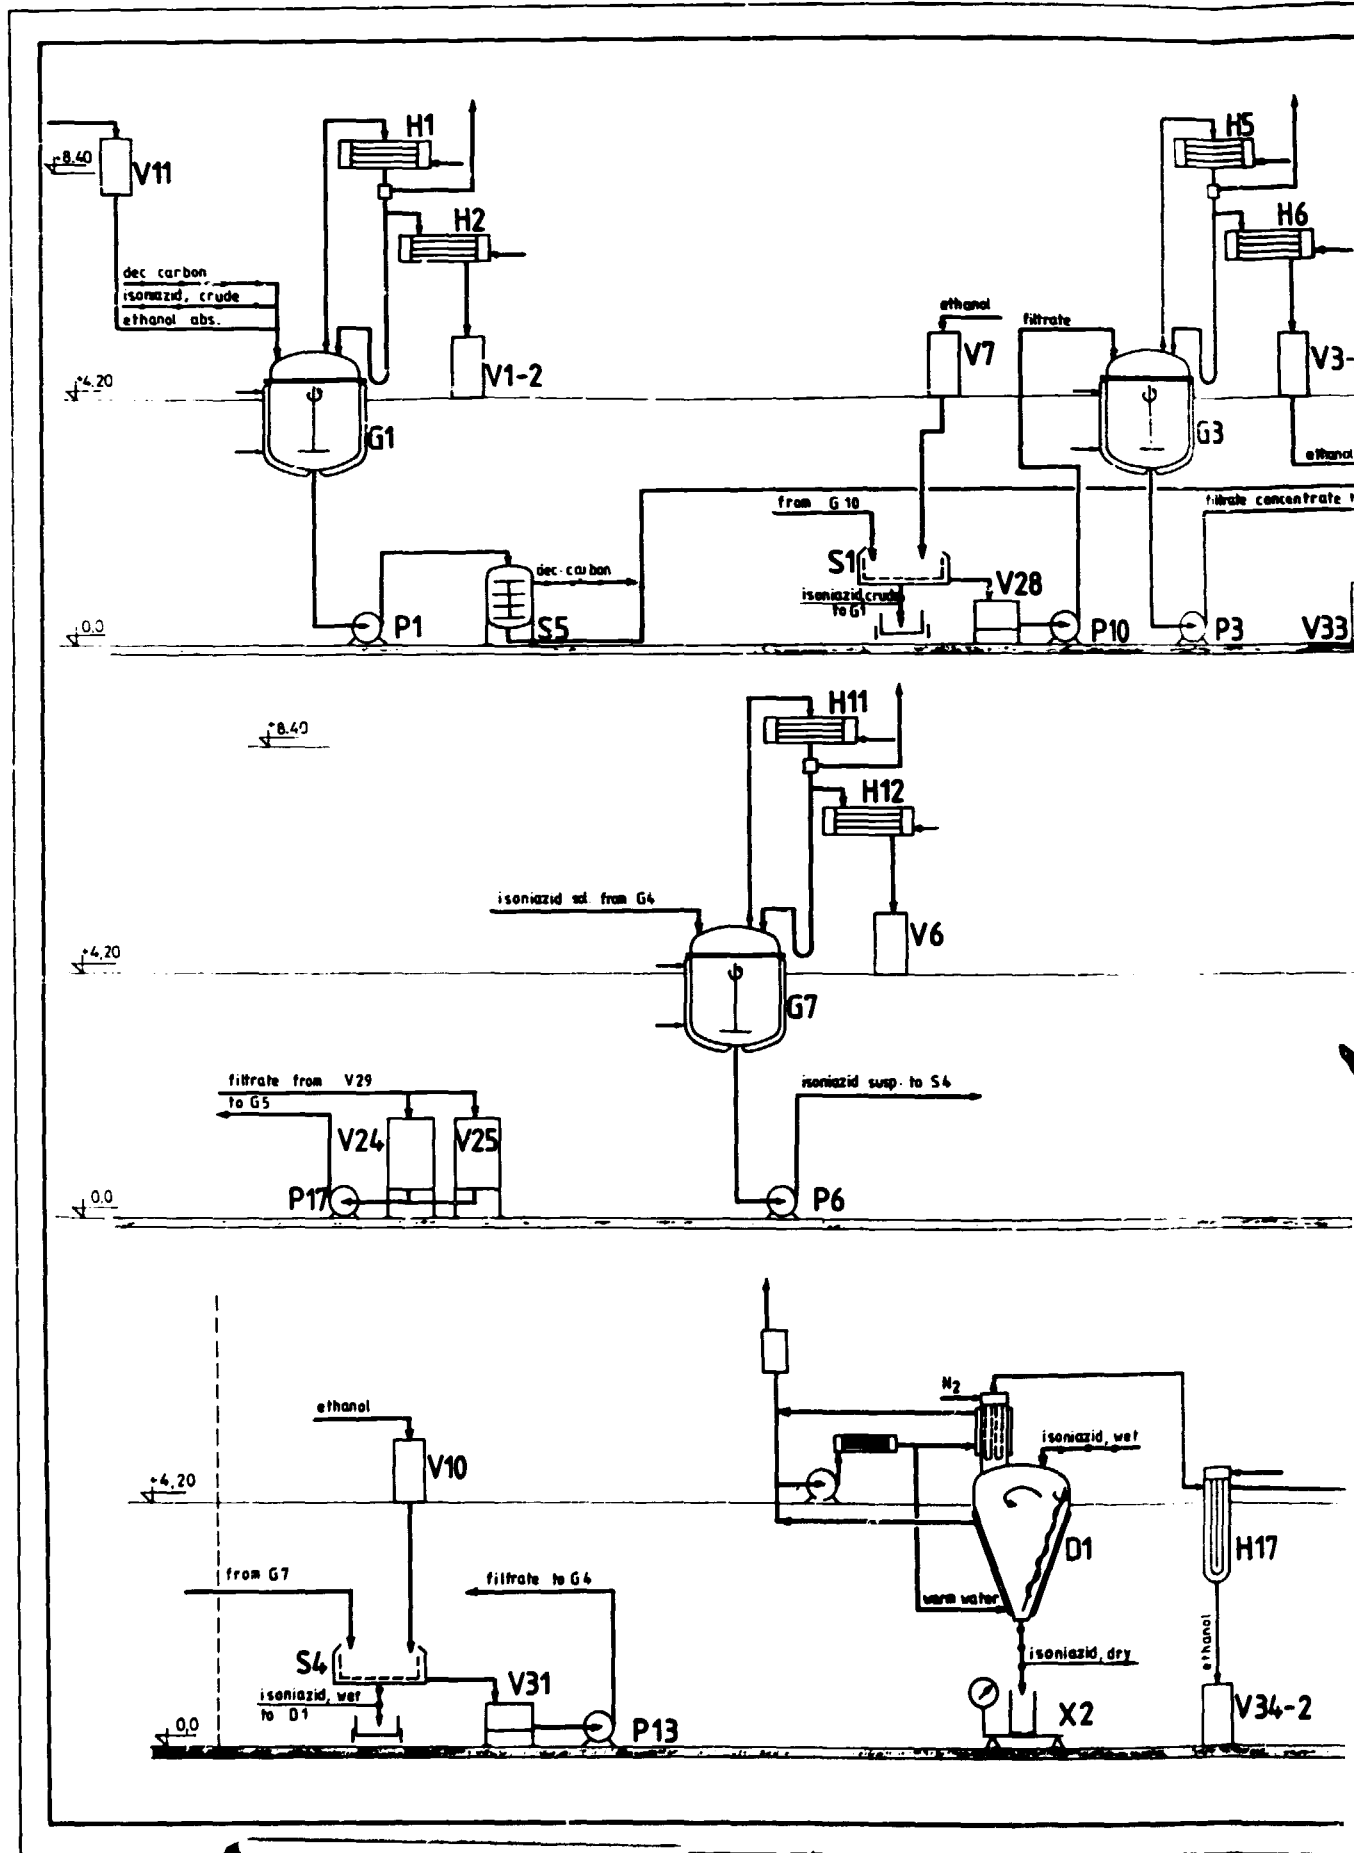 H1
H5
+8.40
V11
H2
H6
dec carbon
isoniazid, crude
ethanol abs.
ethanol
filtrate
V7
+4.20
V1-2
V3-
G1
G3
ethanol
from G 10
filtrate concentrate
dec. carbon
S1
V28
isoniazid,crude
to G1
0,0
P1
S5
P10
P3
V33
H11
+8.40
H12
isoniazid sol. from G4
V6
+4,20
G7
filtrate from V29
isoniazid susp. to S4
to G5
V24
V25
P17
P6
0.0
N2
ethanol
isoniazid, wet
V10
+4,20
D1
H17
from G7
filtrate to G4
warm water
ethanol
S4
isoniazid, dry
isoniazid, wet
to D1
V31
X2
V34-2
0,0
P13